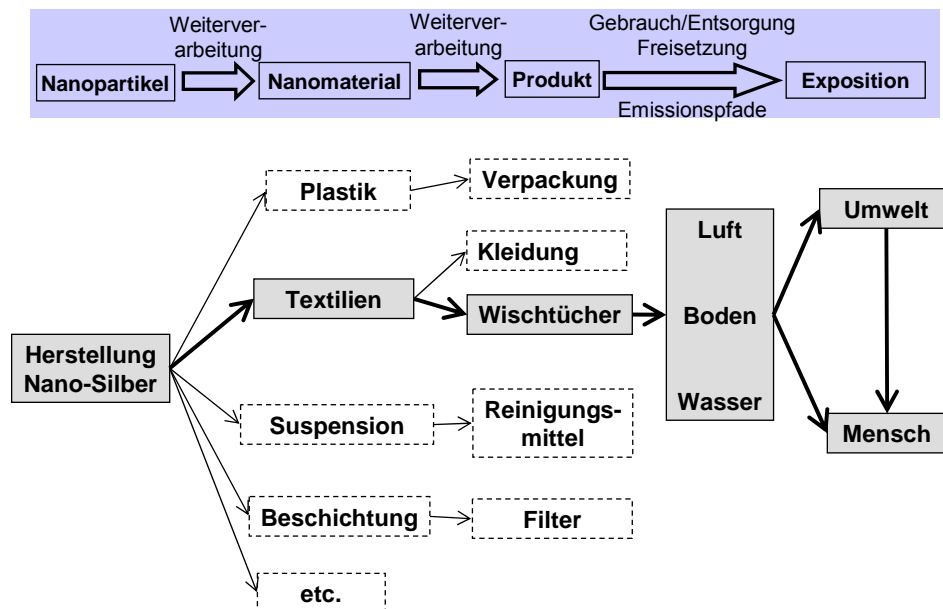 Weiterver-
arbeitung
Weiterver-
arbeitung
Gebrauch/Entsorgung
Freisetzung
Nanopartikel
Nanomaterial
Produkt
Exposition
Emissionspfade
Plastik
Verpackung
Umwelt
Luft
Kleidung
Textilien
Wischtücher
Boden
Herstellung
Nano-Silber
Wasser
Suspension
Reinigungs-
mittel
Mensch
Beschichtung
Filter
etc.